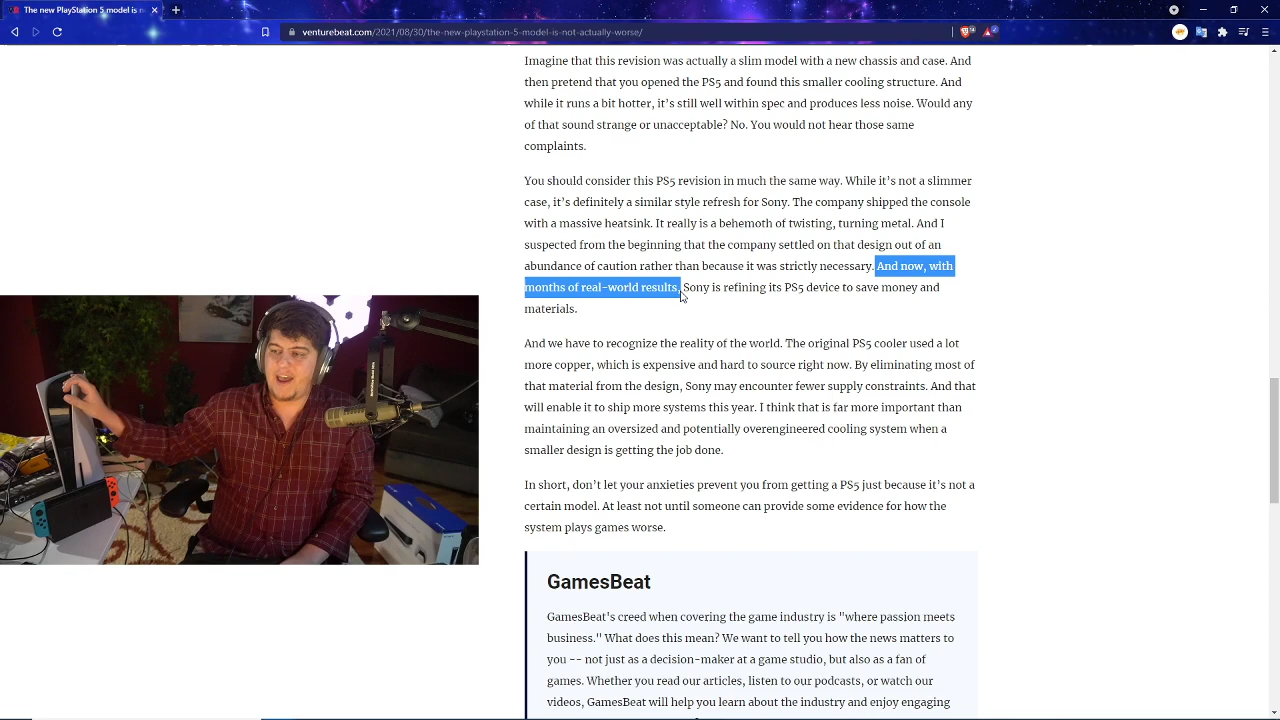 The new PlayStation 5 model is n
venturebeat.com/2021/08/30/the-new-playstation-5-model-is-not-actually-worse/
Imagine that this revision was actually a slim model with a new chassis and case. And
then pretend that you opened the PS5 and found this smaller cooling structure. And
while it runs a bit hotter, it’s still well within spec and produces less noise. Would any
of that sound strange or unacceptable? No. You would not hear those same
complaints.
You should consider this PS5 revision in much the same way. While it’s not a slimmer
case, it’s definitely a similar style refresh for Sony. The company shipped the console
with a massive heatsink. It really is a behemoth of twisting, turning metal. And I
suspected from the beginning that the company settled on that design out of an
abundance of caution rather than because it was strictly necessary. And now, with
months of real-world results, Sony is refining its PS5 device to save money and
materials.
And we have to recognize the reality of the world. The original PS5 cooler used a lot
more copper, which is expensive and hard to source right now. By eliminating most of
that material from the design, Sony may encounter fewer supply constraints. And that
will enable it to ship more systems this year. I think that is far more important than
maintaining an oversized and potentially overengineered cooling system when a
smaller design is getting the job done.
In short, don’t let your anxieties prevent you from getting a PS5 just because it’s not a
certain model. At least not until someone can provide some evidence for how the
system plays games worse.
GamesBeat
GamesBeat's creed when covering the game industry is "where passion meets
business." What does this mean? We want to tell you how the news matters to
you -- not just as a decision-maker at a game studio, but also as a fan of
games. Whether you read our articles, listen to our podcasts, or watch our
videos, GamesBeat will help you learn about the industry and enjoy engaging